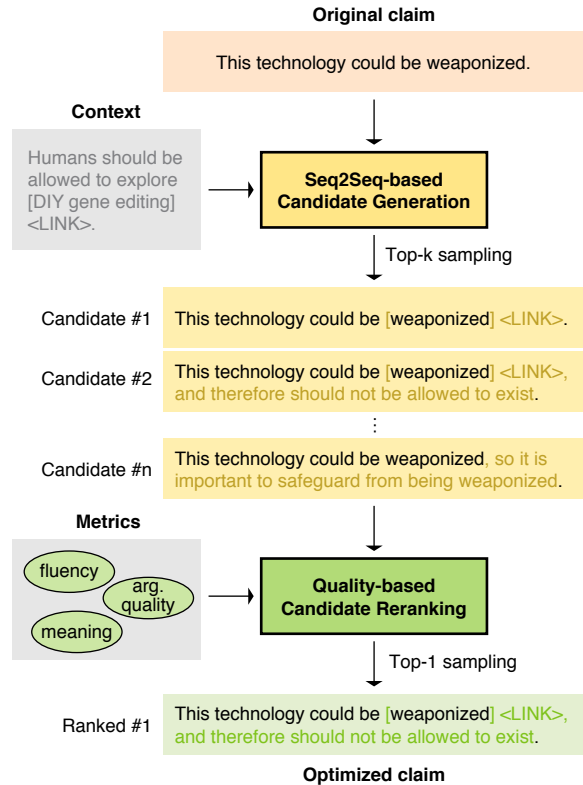 Original claim
This technology could be weaponized.
Context
Humans should be
allowed to explore
[DIY gene editing]
<LINK>.
Seq2Seq-based
Candidate Generation
Top-k sampling
Candidate #1
This technology could be [weaponized] <LINK>.
Candidate #2
This technology could be [weaponized] <LINK>,
and therefore should not be allowed to exist.
⋮
Candidate #n
This technology could be weaponized, so it is
important to safeguard from being weaponized.
Metrics
fluency
arg.
quality
meaning
Quality-based
Candidate Reranking
Top-1 sampling
Ranked #1
This technology could be [weaponized] <LINK>,
and therefore should not be allowed to exist.
Optimized claim